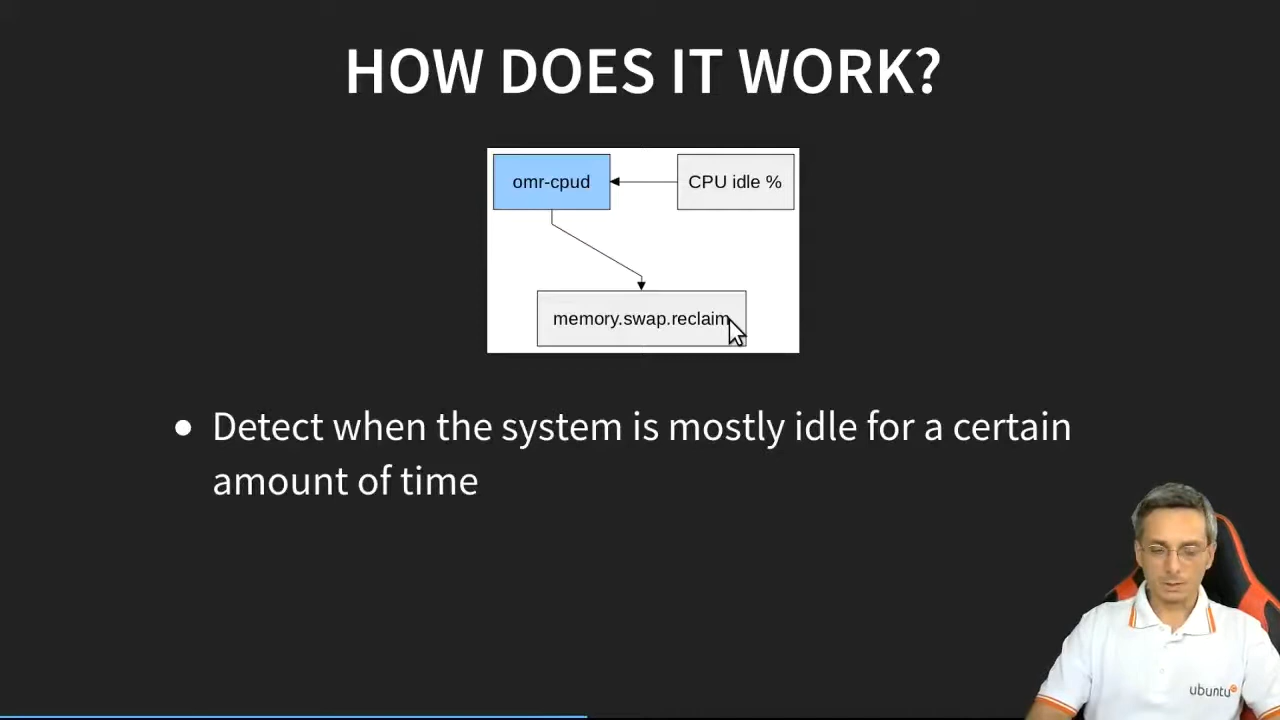 HOW DOES IT WORK?
omr-cpud
CPU idle %
memory.swap.reclaim
● Detect when the system is mostly idle for a certain
amount of time
ubuntu